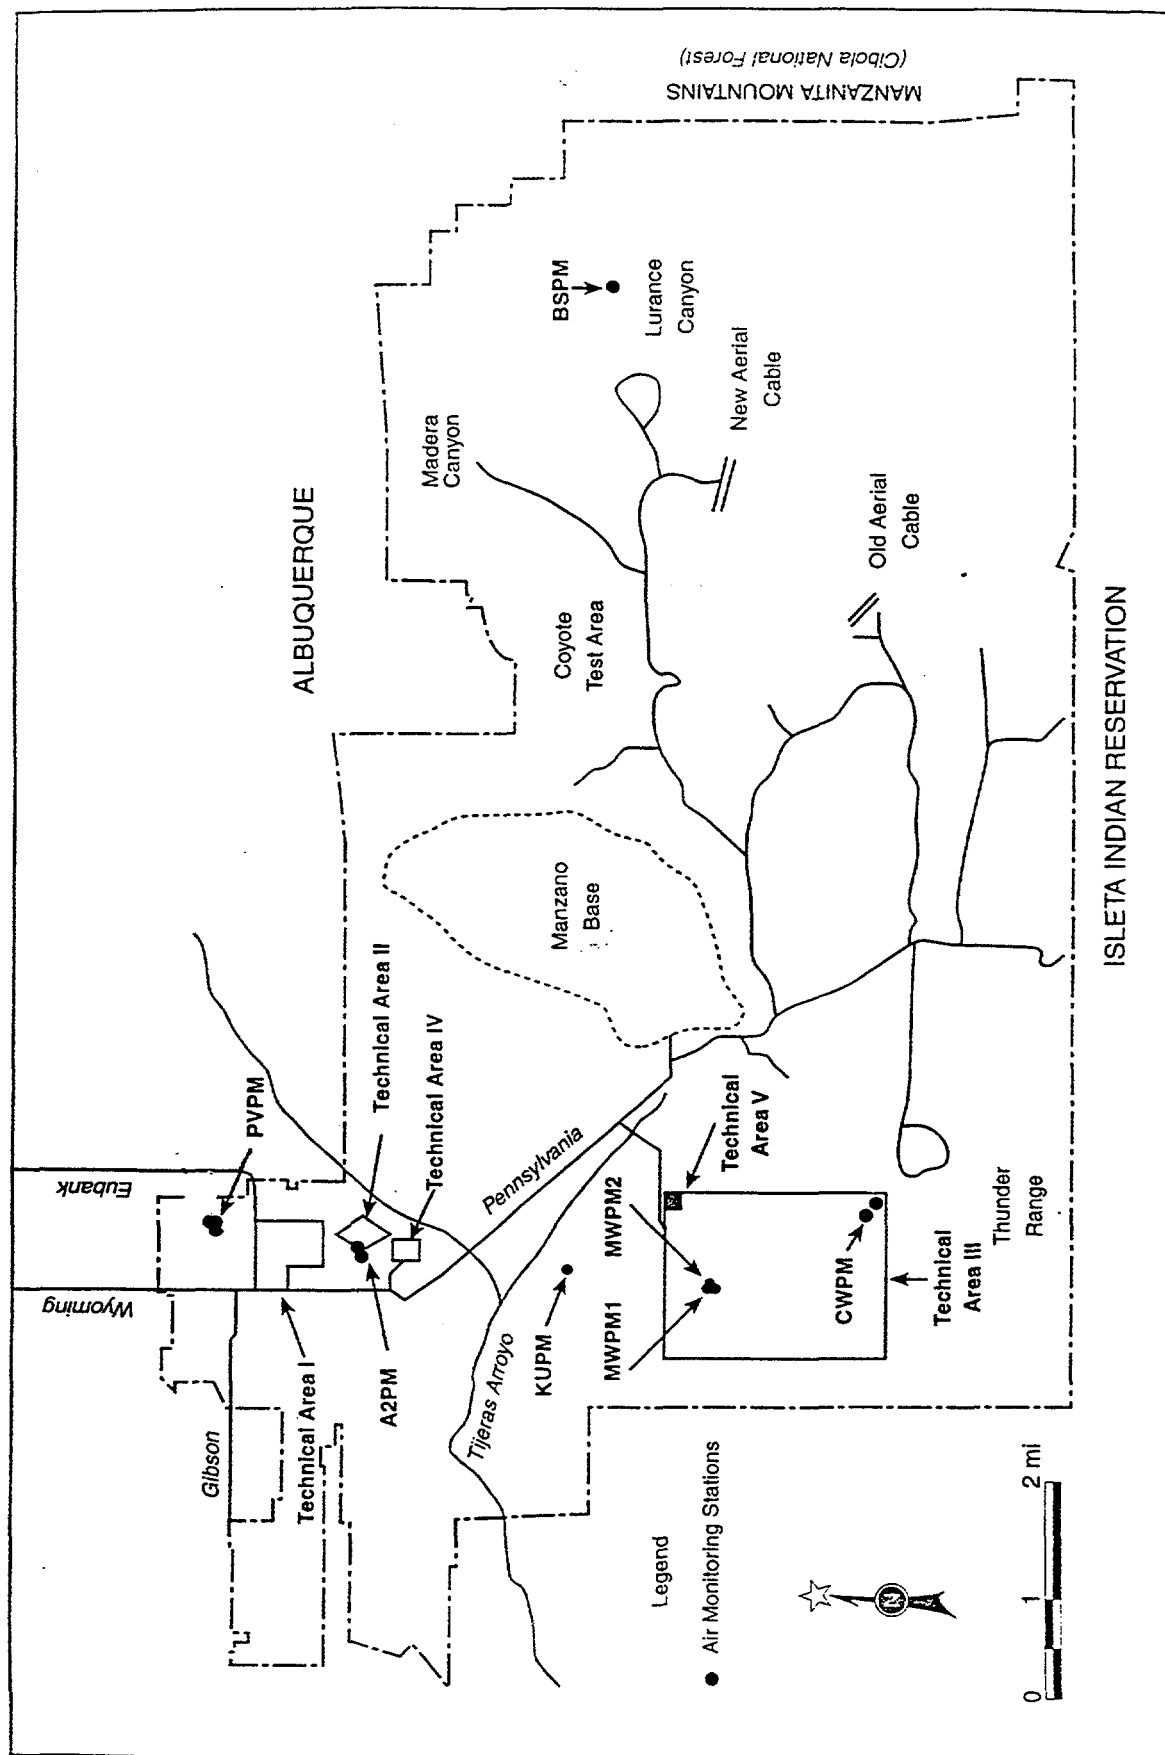 Wyoming
Eubank
Gibson
PVPM
Technical Area I
Technical Area II
A2PM
Technical Area IV
ALBUQUERQUE
Madera
Canyon
MANZANITA MOUNTAINS
(Cibola National Forest)
Tijeras Arroyo
Pennsylvania
KUPM
Manzano
Base
Coyote
Test Area
BSPM
Lurance
Canyon
New Aerial
Cable
MWPM1
MWPM2
Technical
Area V
Old Aerial
Cable
CWPM
Technical
Area III
Thunder
Range
Legend
Air Monitoring Stations
N
0 1 2 mi
ISLETA INDIAN RESERVATION